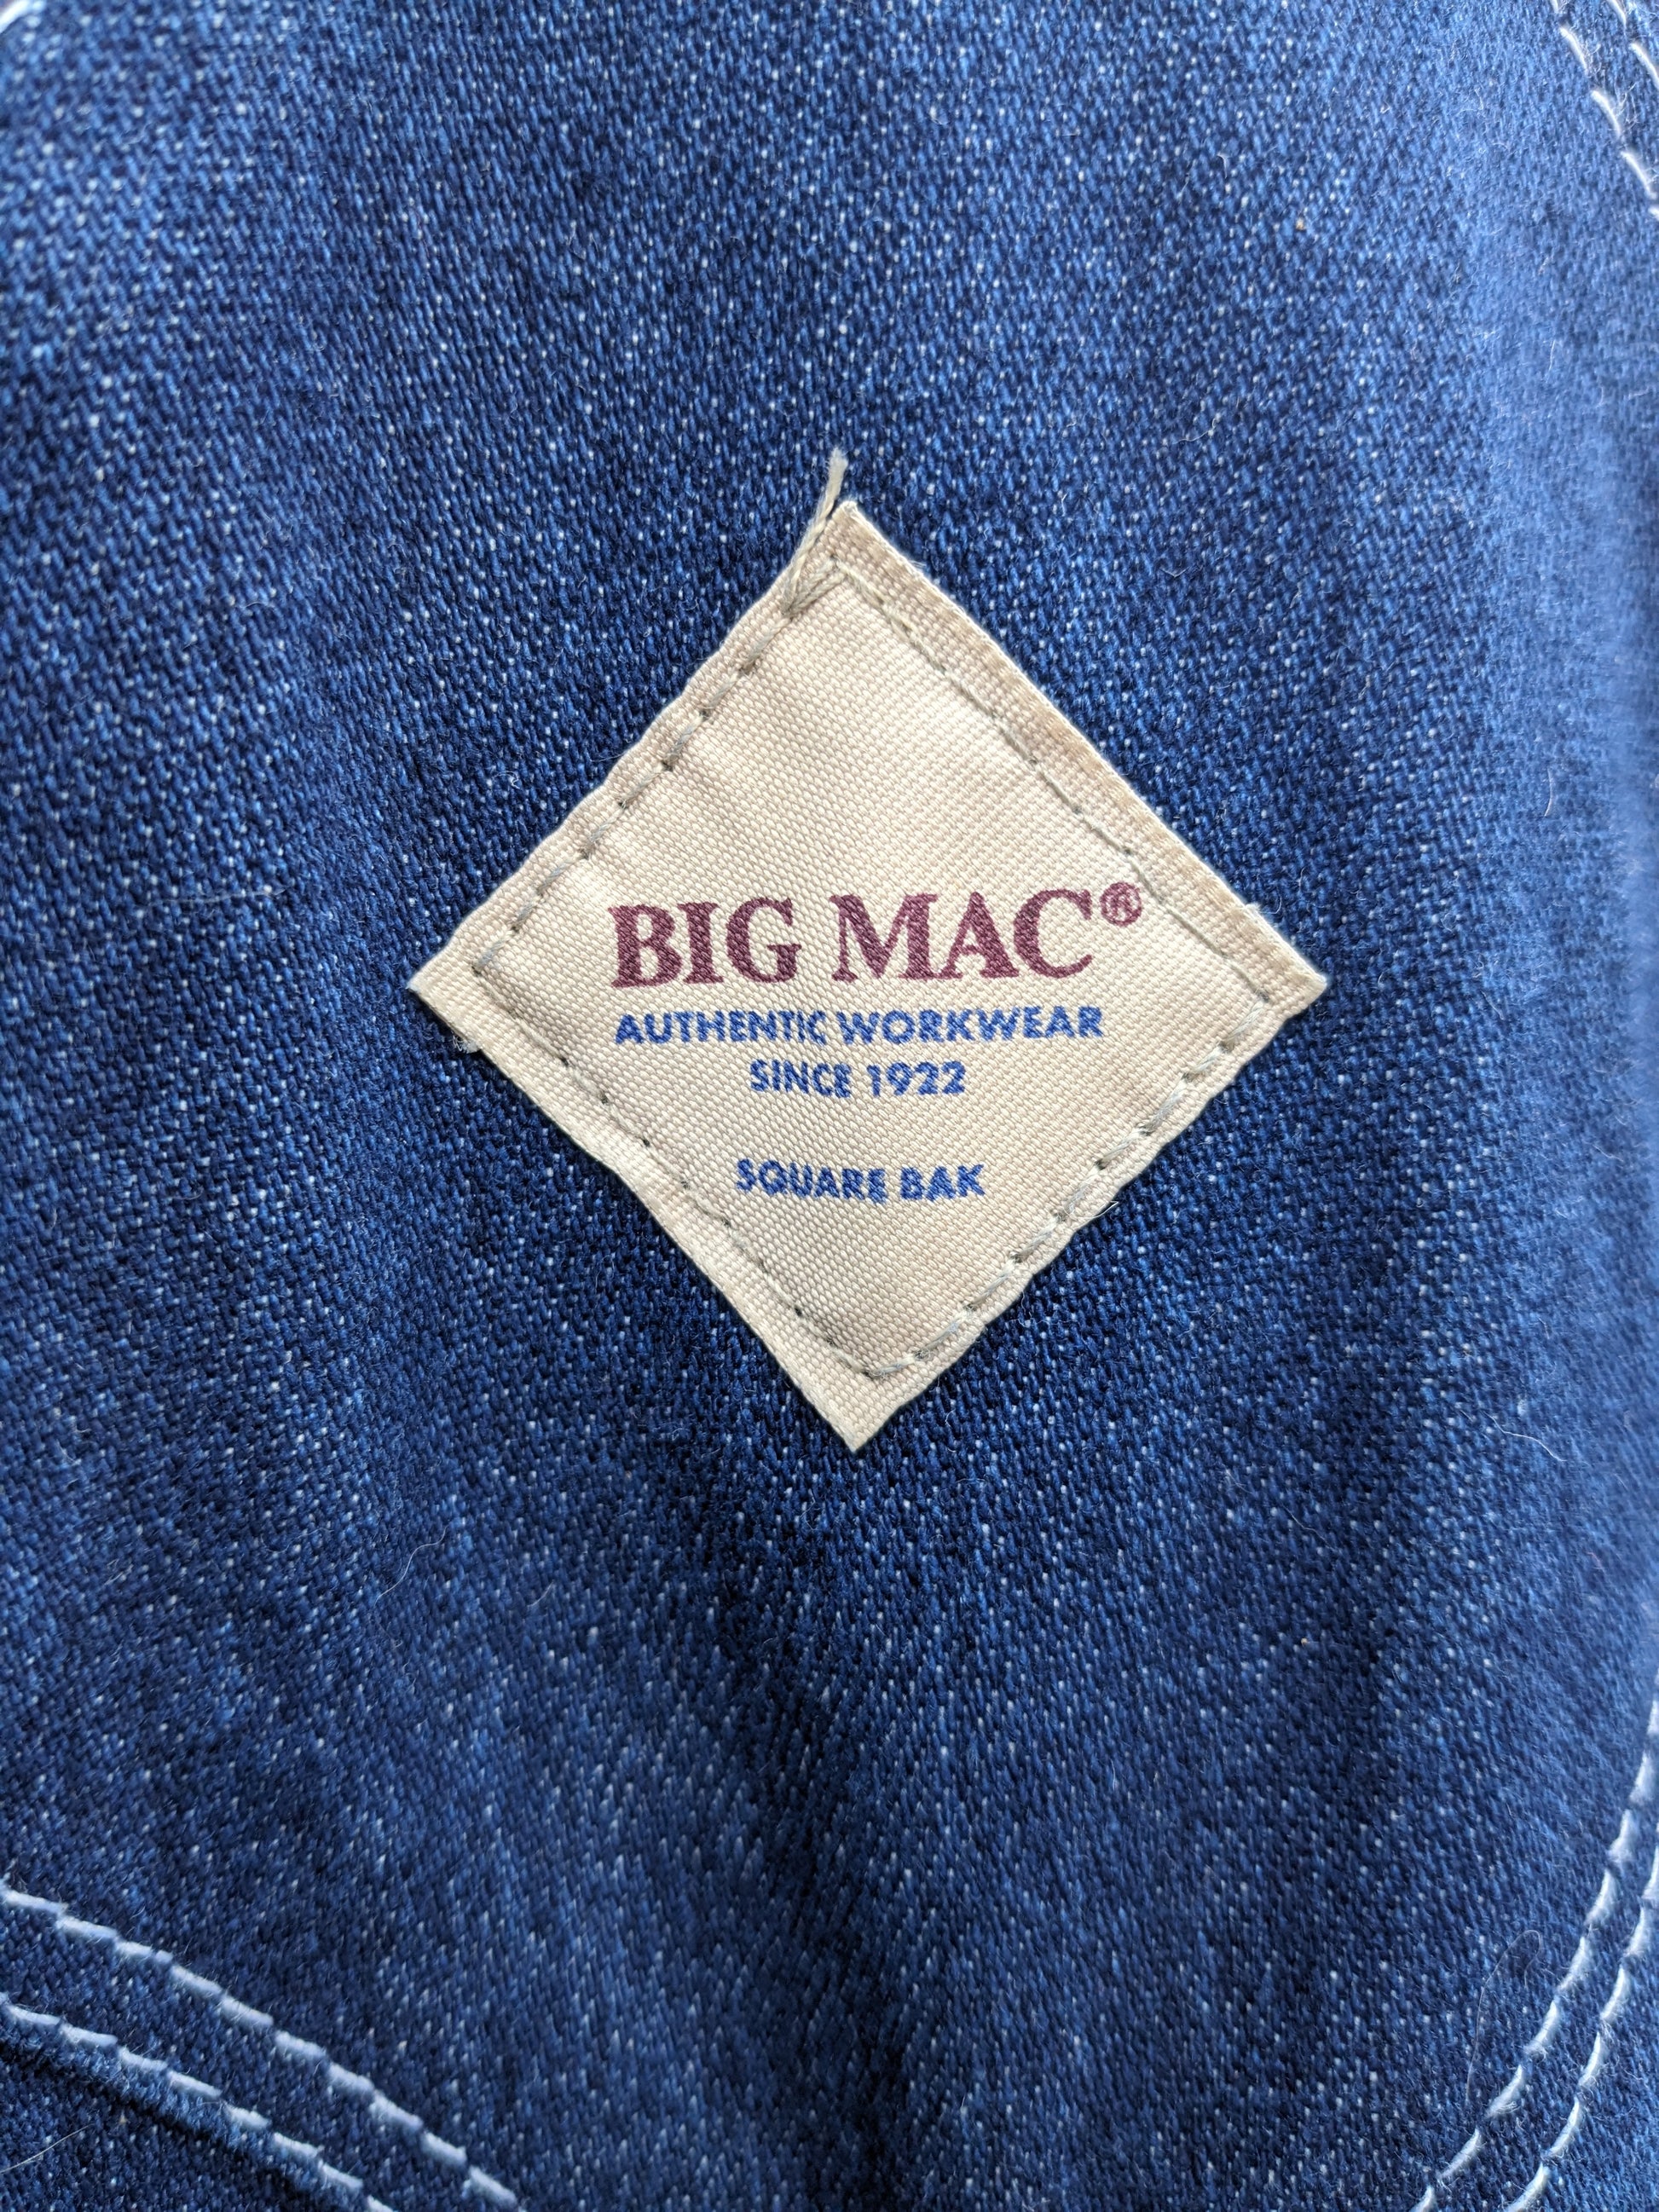 BIG MAC®
AUTHENTIC WORKWEAR
SINCE 1922
SQUARE BAK